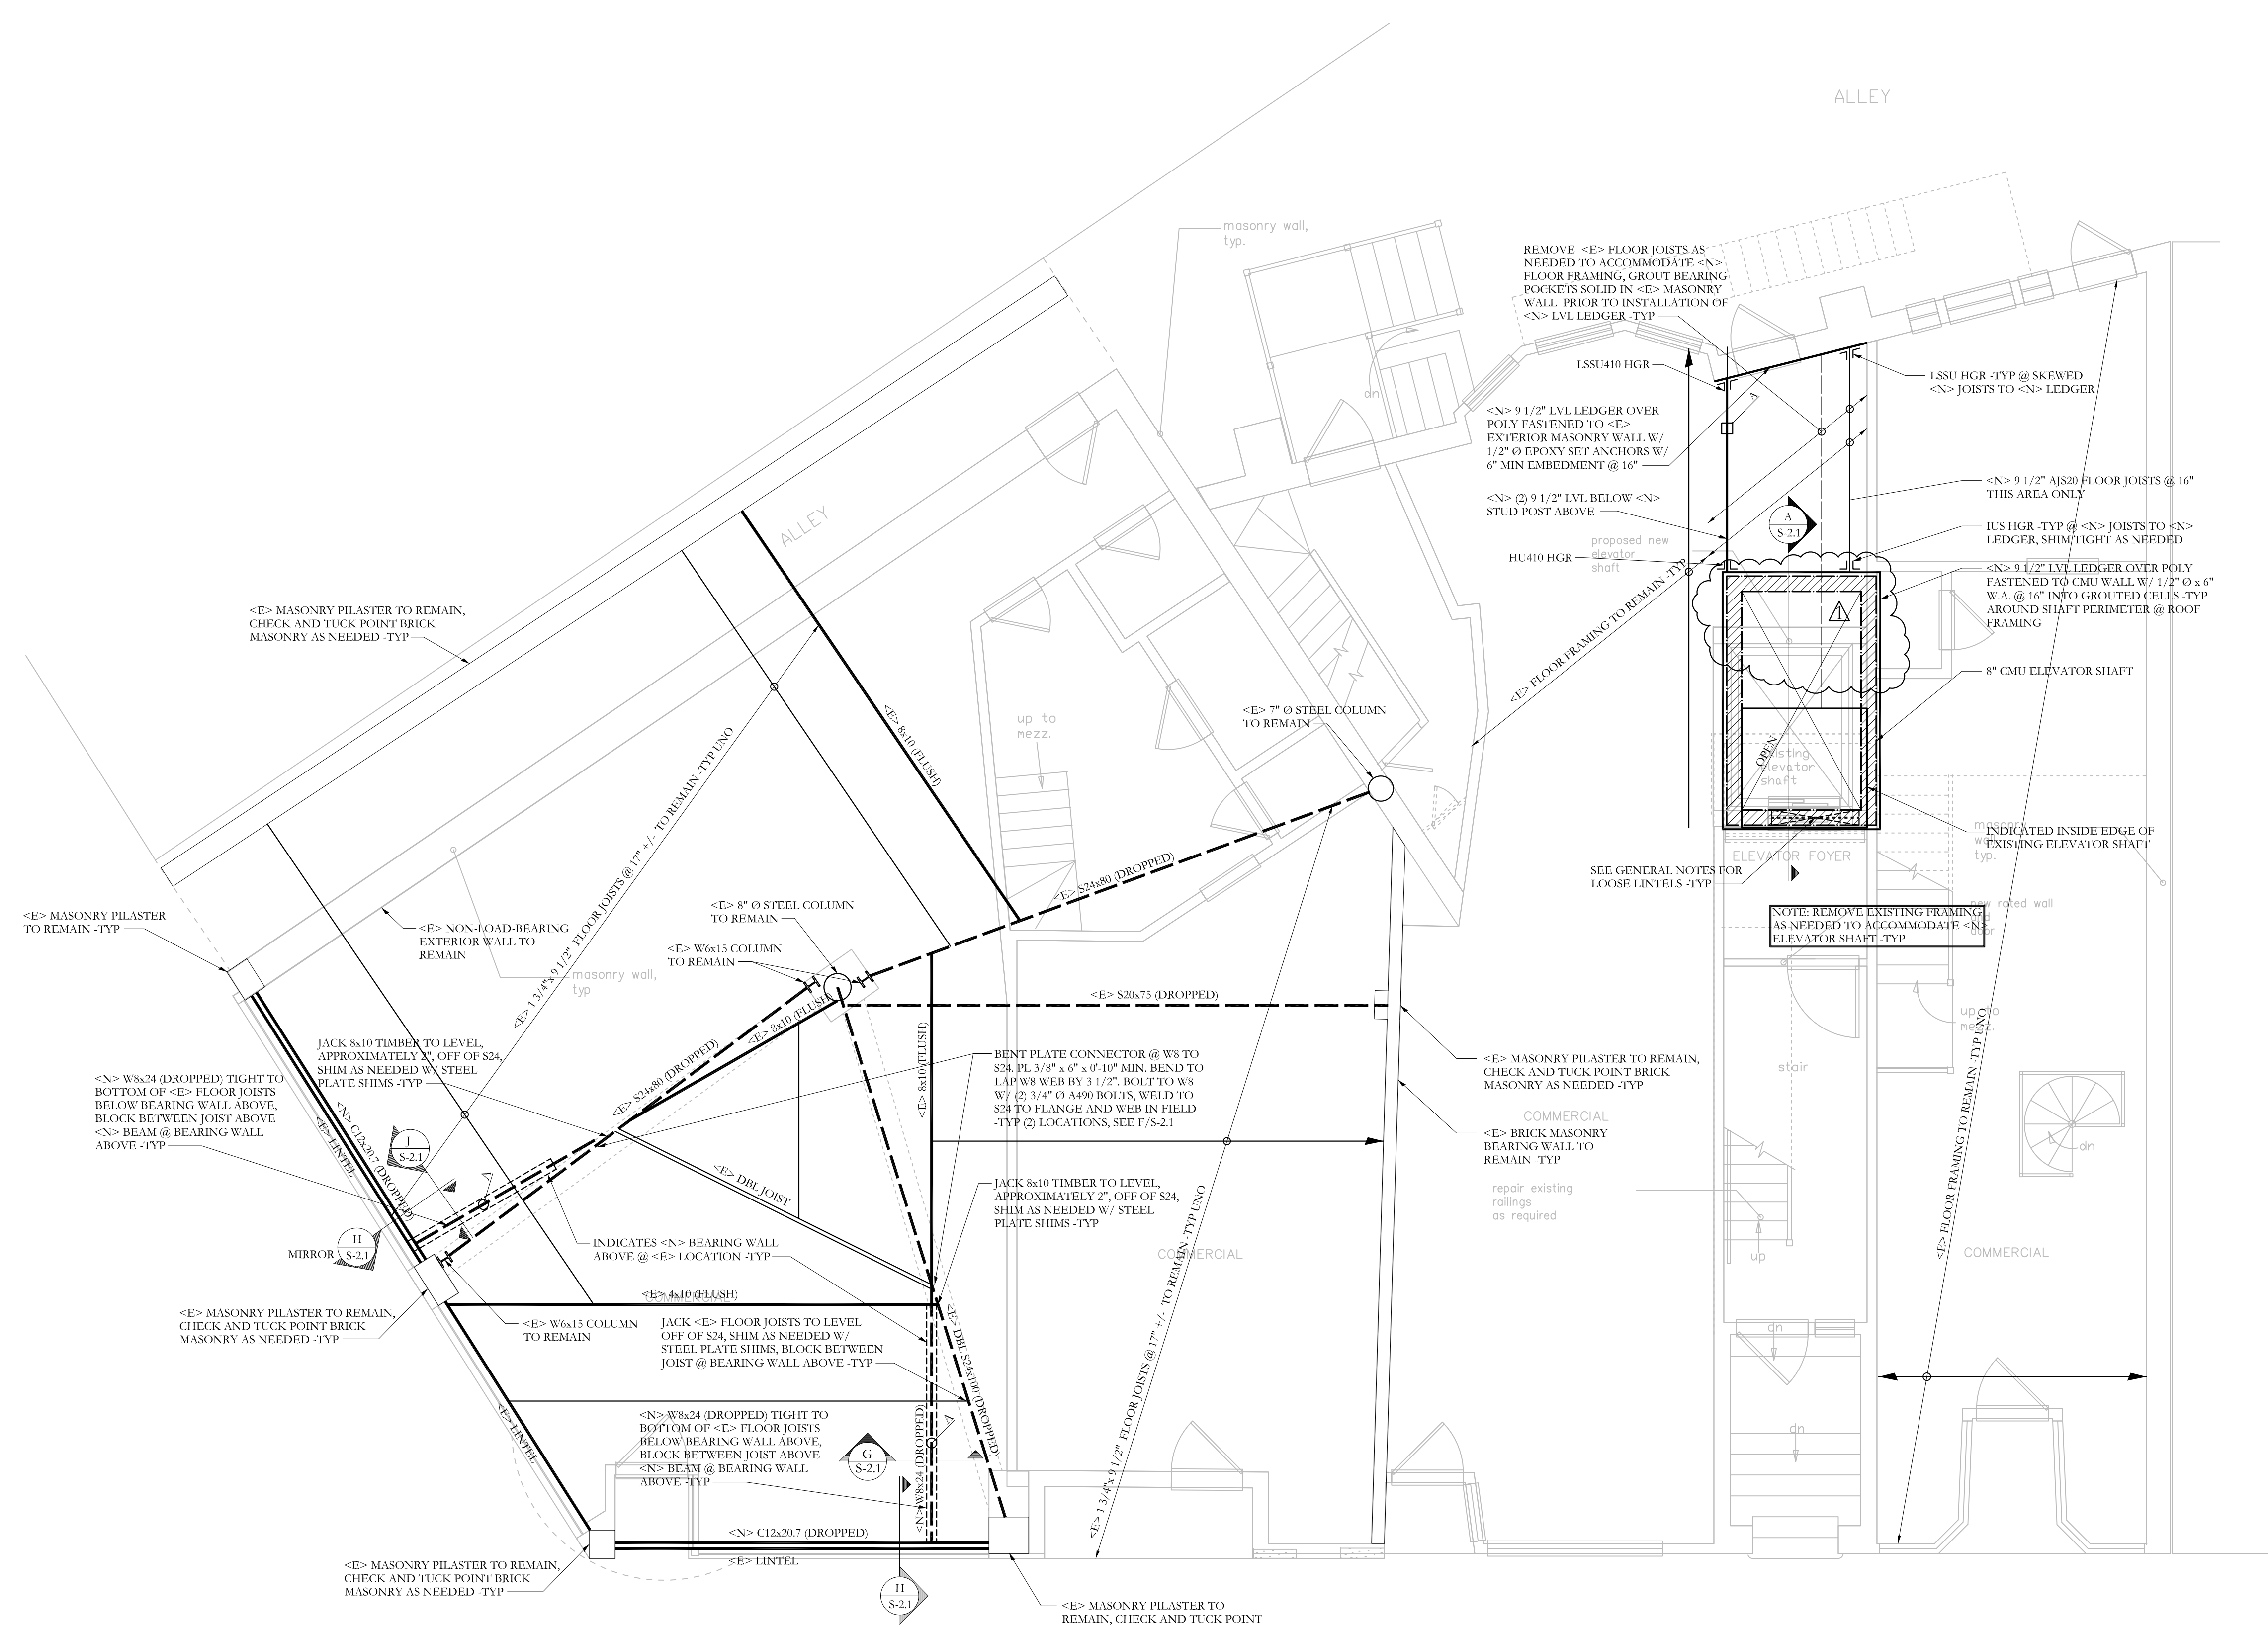 ALLEY
masonry wall,
typ.
REMOVE <E> FLOOR JOISTS AS
NEEDED TO ACCOMMODATE <N>
FLOOR FRAMING, GROUT BEARING
POCKETS SOLID IN <E> MASONRY
WALL PRIOR TO INSTALLATION OF
<N> LVL LEDGER -TYP
LSSU410 HGR
LSSU HGR -TYP @ SKEWED
<N> JOISTS TO <N> LEDGER
dn
A
<N> 9 1/2" LVL LEDGER OVER
POLY FASTENED TO <E>
EXTERIOR MASONRY WALL W/
1/2" Ø EPOXY SET ANCHORS W/
6" MIN EMBEDMENT @ 16"
<N> (2) 9 1/2" LVL BELOW <N>
STUD POST ABOVE
<N> 9 1/2" AJS20 FLOOR JOISTS @ 16"
THIS AREA ONLY
A
S-2.1
IUS HGR -TYP @ <N> JOISTS TO <N>
LEDGER, SHIM TIGHT AS NEEDED
proposed new
elevator
shaft
HU410 HGR
<N> 9 1/2" LVL LEDGER OVER POLY
FASTENED TO CMU WALL W/ 1/2" Ø x 6"
W.A. @ 16" INTO GROUTED CELLS -TYP
AROUND SHAFT PERIMETER @ ROOF
FRAMING
1
8" CMU ELEVATOR SHAFT
<E> FLOOR FRAMING TO REMAIN -TYP
OPEN
existing
elevator
shaft
INDICATED INSIDE EDGE OF
EXISTING ELEVATOR SHAFT
masonry
wall,
typ.
ELEVATOR FOYER
SEE GENERAL NOTES FOR
LOOSE LINTELS -TYP
NOTE: REMOVE EXISTING FRAMING
AS NEEDED TO ACCOMMODATE <N>
ELEVATOR SHAFT -TYP
new rated wall
and
door
ALLEY
<E> MASONRY PILASTER TO REMAIN,
CHECK AND TUCK POINT BRICK
MASONRY AS NEEDED -TYP
<E> 8x10 (FLUSH)
up to
mezz.
<E> 7" Ø STEEL COLUMN
TO REMAIN
<E> 1 3/4"x 9 1/2" FLOOR JOISTS @ 17" +/- TO REMAIN -TYP UNO
<E> S24x80 (DROPPED)
<E> 8" Ø STEEL COLUMN
TO REMAIN
<E> W6x15 COLUMN
TO REMAIN
<E> MASONRY PILASTER
TO REMAIN -TYP
<E> NON-LOAD-BEARING
EXTERIOR WALL TO
REMAIN
masonry wall,
typ
<E> S20x75 (DROPPED)
<E> 8x10 (FLUSH)
<E> S24x80 (DROPPED)
<E> 8x10 (FLUSH)
JACK 8x10 TIMBER TO LEVEL,
APPROXIMATELY 2", OFF OF S24,
SHIM AS NEEDED W/ STEEL
PLATE SHIMS -TYP
<N> W8x24 (DROPPED) TIGHT TO
BOTTOM OF <E> FLOOR JOISTS
BELOW BEARING WALL ABOVE,
BLOCK BETWEEN JOIST ABOVE
<N> BEAM @ BEARING WALL
ABOVE -TYP
<N> C12x20.7 (DROPPED)
<E> LINTEL
BENT PLATE CONNECTOR @ W8 TO
S24. PL 3/8" x 6" x 0'-10" MIN. BEND TO
LAP W8 WEB BY 3 1/2". BOLT TO W8
W/ (2) 3/4" Ø A490 BOLTS, WELD TO
S24 TO FLANGE AND WEB IN FIELD
-TYP (2) LOCATIONS, SEE F/S-2.1
<E> MASONRY PILASTER TO REMAIN,
CHECK AND TUCK POINT BRICK
MASONRY AS NEEDED -TYP
COMMERCIAL
<E> BRICK MASONRY
BEARING WALL TO
REMAIN -TYP
repair existing
railings
as required
up to
mezz.
stair
up
dn
<E> FLOOR FRAMING TO REMAIN -TYP UNO
COMMERCIAL
J
S-2.1
A
<E> DBL JOIST
JACK 8x10 TIMBER TO LEVEL,
APPROXIMATELY 2", OFF OF S24,
SHIM AS NEEDED W/ STEEL
PLATE SHIMS -TYP
MIRROR
H
S-2.1
INDICATES <N> BEARING WALL
ABOVE @ <E> LOCATION -TYP
COMMERCIAL
<E> 4x10 (FLUSH)
COMMERCIAL
<E> MASONRY PILASTER TO REMAIN,
CHECK AND TUCK POINT BRICK
MASONRY AS NEEDED -TYP
<E> W6x15 COLUMN
TO REMAIN
JACK <E> FLOOR JOISTS TO LEVEL
OFF OF S24, SHIM AS NEEDED W/
STEEL PLATE SHIMS, BLOCK BETWEEN
JOIST @ BEARING WALL ABOVE -TYP
<E> DBL S24x100 (DROPPED)
<E> 1 3/4"x 9 1/2" FLOOR JOISTS @ 17" +/- TO REMAIN -TYP UNO
dn
dn
<E> LINTEL
<N> W8x24 (DROPPED) TIGHT TO
BOTTOM OF <E> FLOOR JOISTS
BELOW BEARING WALL ABOVE,
BLOCK BETWEEN JOIST ABOVE
<N> BEAM @ BEARING WALL
ABOVE -TYP
<N> W8x24 (DROPPED)
A
G
S-2.1
<N> C12x20.7 (DROPPED)
<E> LINTEL
<E> MASONRY PILASTER TO REMAIN,
CHECK AND TUCK POINT BRICK
MASONRY AS NEEDED -TYP
H
S-2.1
<E> MASONRY PILASTER TO
REMAIN, CHECK AND TUCK POINT